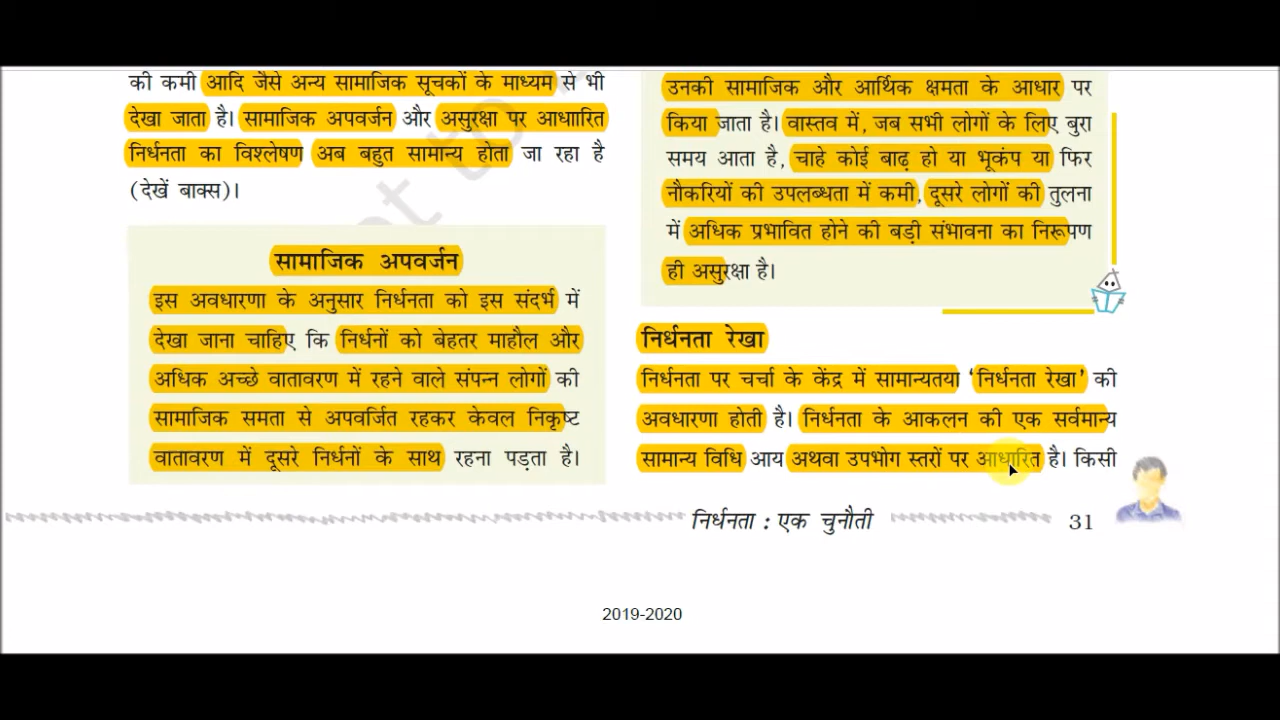 की कमी आदि जैसे अन्य सामाजिक सूचकों के माध्यम से भी
देखा जाता है। सामाजिक अपवर्जन और असुरक्षा पर आधाारित
निर्धनता का विश्लेषण अब बहुत सामान्य होता जा रहा है
(देखें बाक्स)।
सामाजिक अपवर्जन
इस अवधारणा के अनुसार निर्धनता को इस संदर्भ में
देखा जाना चाहिए कि निर्धनों को बेहतर माहौल और
अधिक अच्छे वातावरण में रहने वाले संपन्न लोगों की
सामाजिक समता से अपवर्जित रहकर केवल निकृष्ट
वातावरण में दूसरे निर्धनों के साथ रहना पड़ता है।
उनकी सामाजिक और आर्थिक क्षमता के आधार पर
किया जाता है। वास्तव में, जब सभी लोगों के लिए बुरा
समय आता है, चाहे कोई बाढ़ हो या भूकंप या फिर
नौकरियों की उपलब्धता में कमी, दूसरे लोगों की तुलना
में अधिक प्रभावित होने की बड़ी संभावना का निरूपण
ही असुरक्षा है।
निर्धनता रेखा
निर्धनता पर चर्चा के केंद्र में सामान्यतया ‘निर्धनता रेखा’ की
अवधारणा होती है। निर्धनता के आकलन की एक सर्वमान्य
सामान्य विधि आय अथवा उपभोग स्तरों पर आधारित है। किसी
निर्धनता : एक चुनौती 31
2019-2020